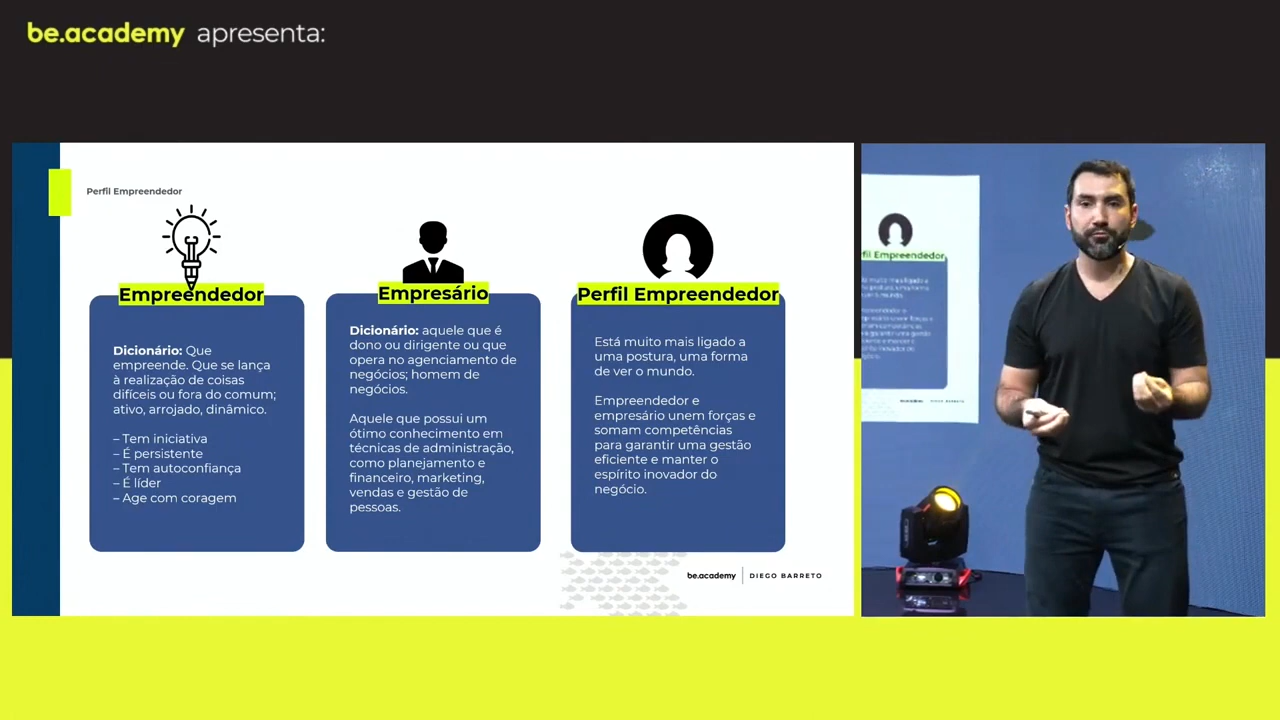 be.academy apresenta:
Perfil Empreendedor
Empreendedor
Dicionário: Que
empreende. Que se lança
à realização de coisas
difíceis ou fora do comum;
ativo, arrojado, dinâmico.
– Tem iniciativa
– É persistente
– Tem autoconfiança
– É líder
– Age com coragem
Empresário
Dicionário: aquele que é
dono ou dirigente ou que
opera no agenciamento de
negócios; homem de
negócios.
Aquele que possui um
ótimo conhecimento em
técnicas de administração,
como planejamento e
financeiro, marketing,
vendas e gestão de
pessoas.
Perfil Empreendedor
Está muito mais ligado a
uma postura, uma forma
de ver o mundo.
Empreendedor e
empresário unem forças e
somam competências
para garantir uma gestão
eficiente e manter o
espírito inovador do
negócio.
be.academy | DIEGO BARRETO
fil Empreendedor